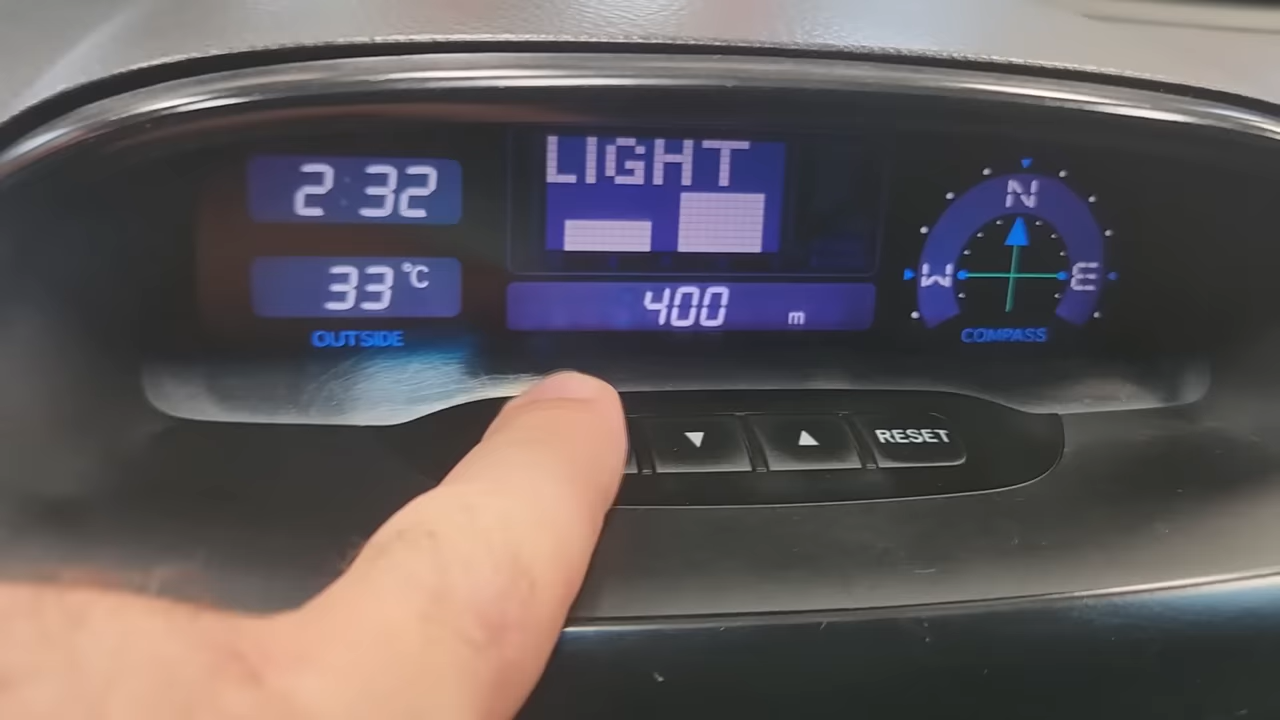 2:32
33°C
OUTSIDE
LIGHT
400 m
N
W E
COMPASS
▼ ▲ RESET